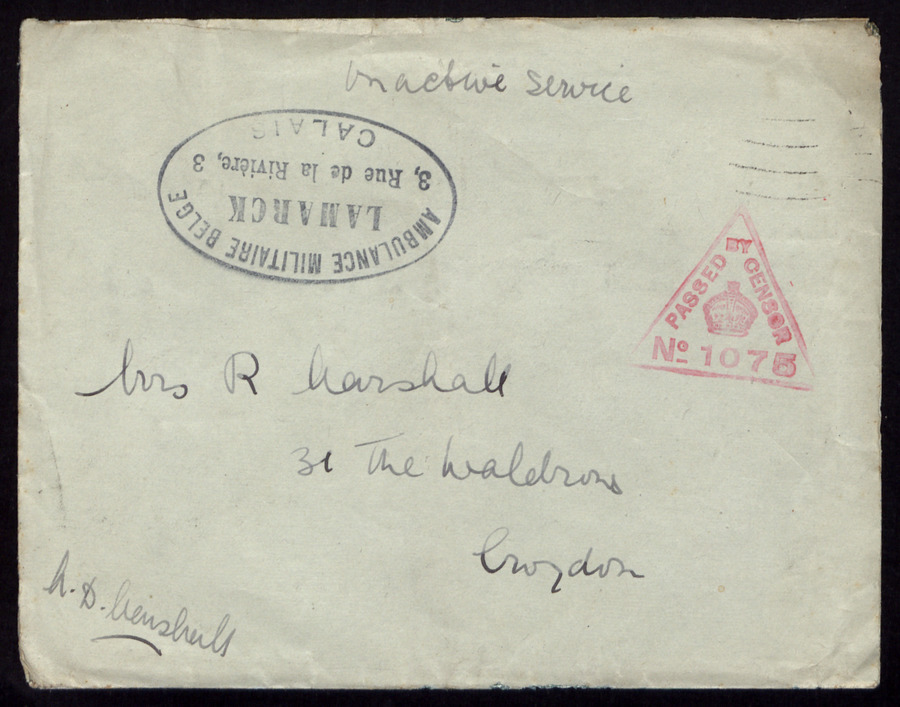 On active Service
AMBULANCE MILITAIRE BELGE
LAMARCK
3, Rue de la Rivière, 3
CALAIS
PASSED BY CENSOR
No 1075
Mrs R Marshall
31 The Waldrons
Croydon
A. D. Marshall